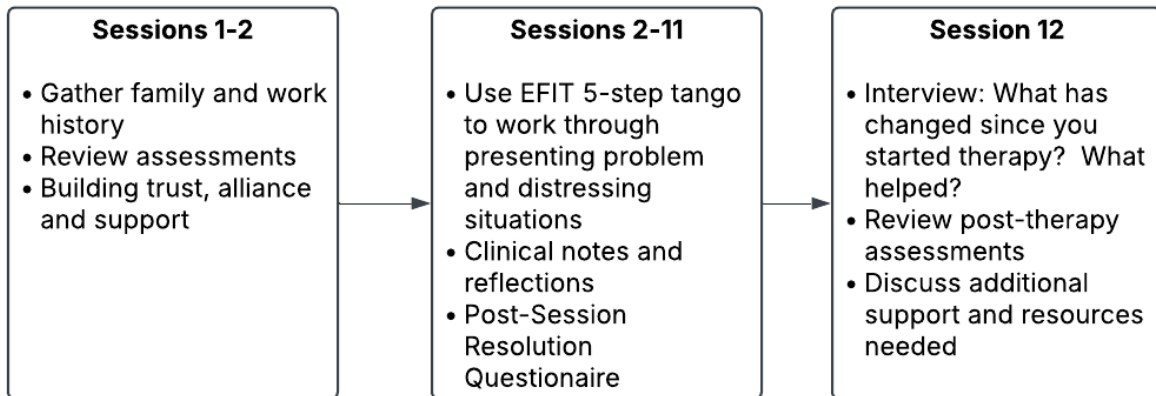 Sessions 1-2
• Gather family and work
history
• Review assessments
• Building trust, alliance
and support
Sessions 2-11
• Use EFIT 5-step tango
to work through
presenting problem
and distressing
situations
• Clinical notes and
reflections
• Post-Session
Resolution
Questionaire
Session 12
• Interview: What has
changed since you
started therapy?  What
helped?
• Review post-therapy
assessments
• Discuss additional
support and resources
needed